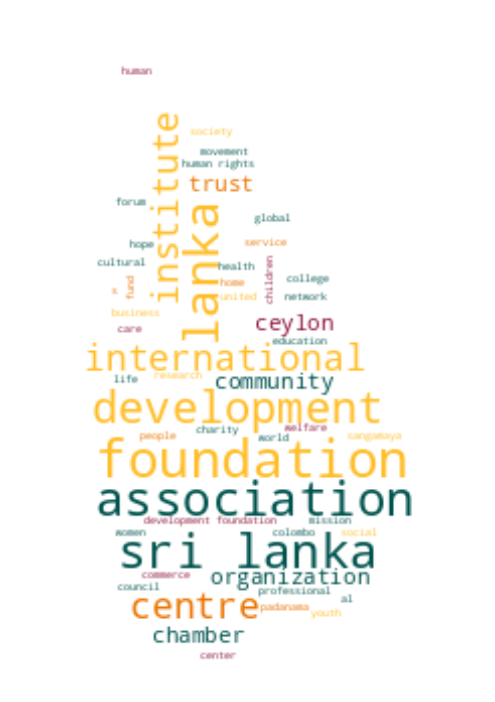 human
institute
society
movement
human rights
trust
forum
lanka
global
hope
service
cultural
health
children
college
s
fund
home
united
network
business
ceylon
care
education
international
life
research
community
development
people
charity
welfare
world
sangamaya
foundation
association
development foundation
mission
women
colombo
social
sri lanka
commerce
organization
council
professional
centre
al
padanama
youth
chamber
center